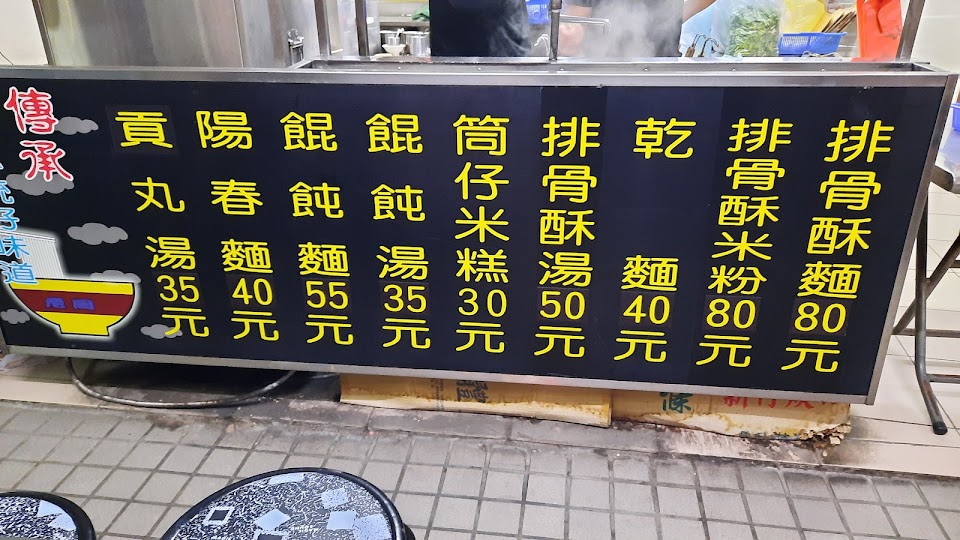 排骨酥麵80元
排骨酥米粉80元
乾麵40元
排骨酥湯50元
筒仔米糕30元
餛飩湯35元
餛飩麵55元
陽春麵40元
貢丸湯35元
傳承
仔味道